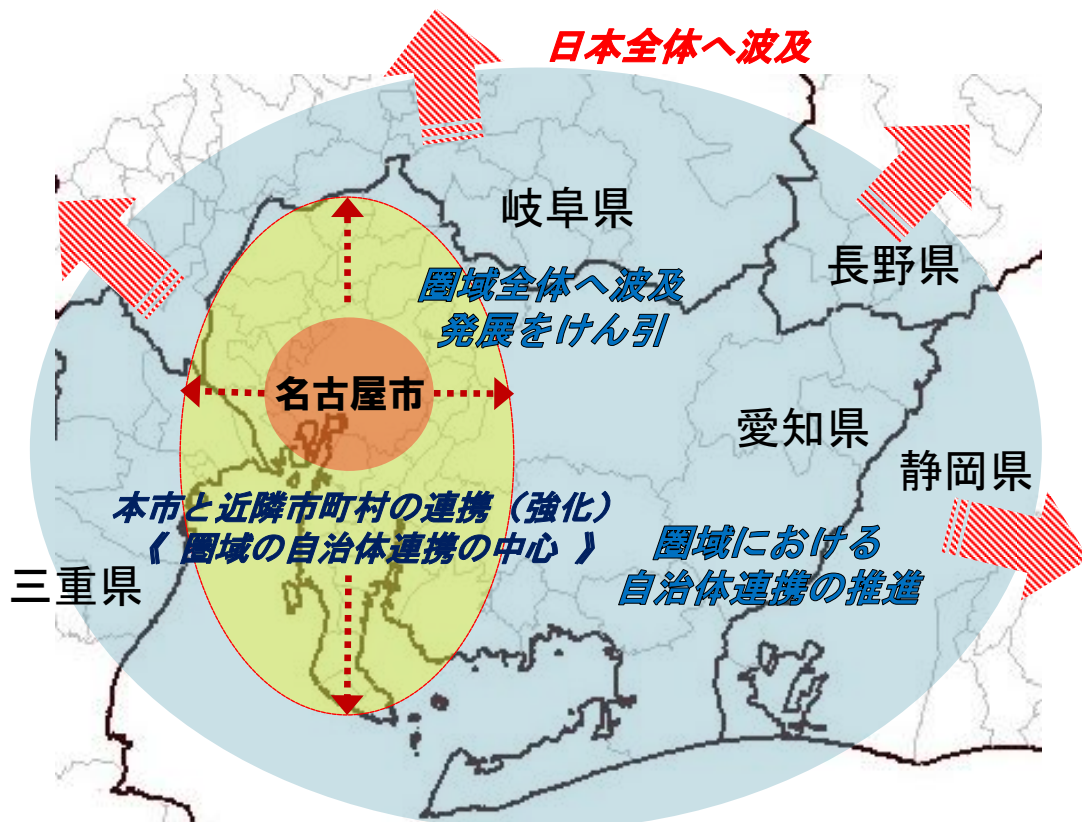 日本全体へ波及
岐阜県
長野県
圏域全体へ波及
発展をけん引
名古屋市
愛知県
静岡県
本市と近隣市町村の連携（強化）
《 圏域の自治体連携の中心 》
圏域における
自治体連携の推進
三重県